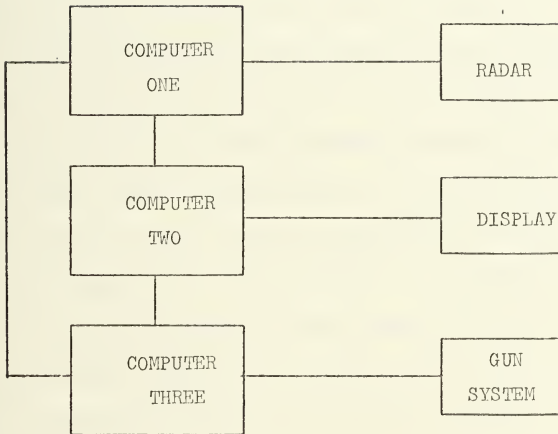 COMPUTER
ONE
RADAR
COMPUTER
TWO
DISPLAY
COMPUTER
THREE
GUN
SYSTEM